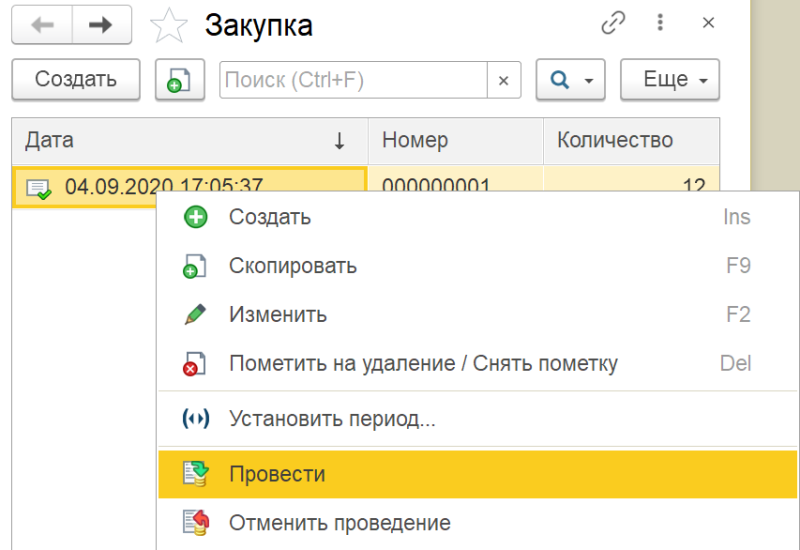 Закупка
Создать Поиск (Ctrl+F) Еще
Дата Номер Количество
04.09.2020 17:05:37 000000001 12
Создать Ins
Скопировать F9
Изменить F2
Пометить на удаление / Снять пометку Del
Установить период...
Провести
Отменить проведение